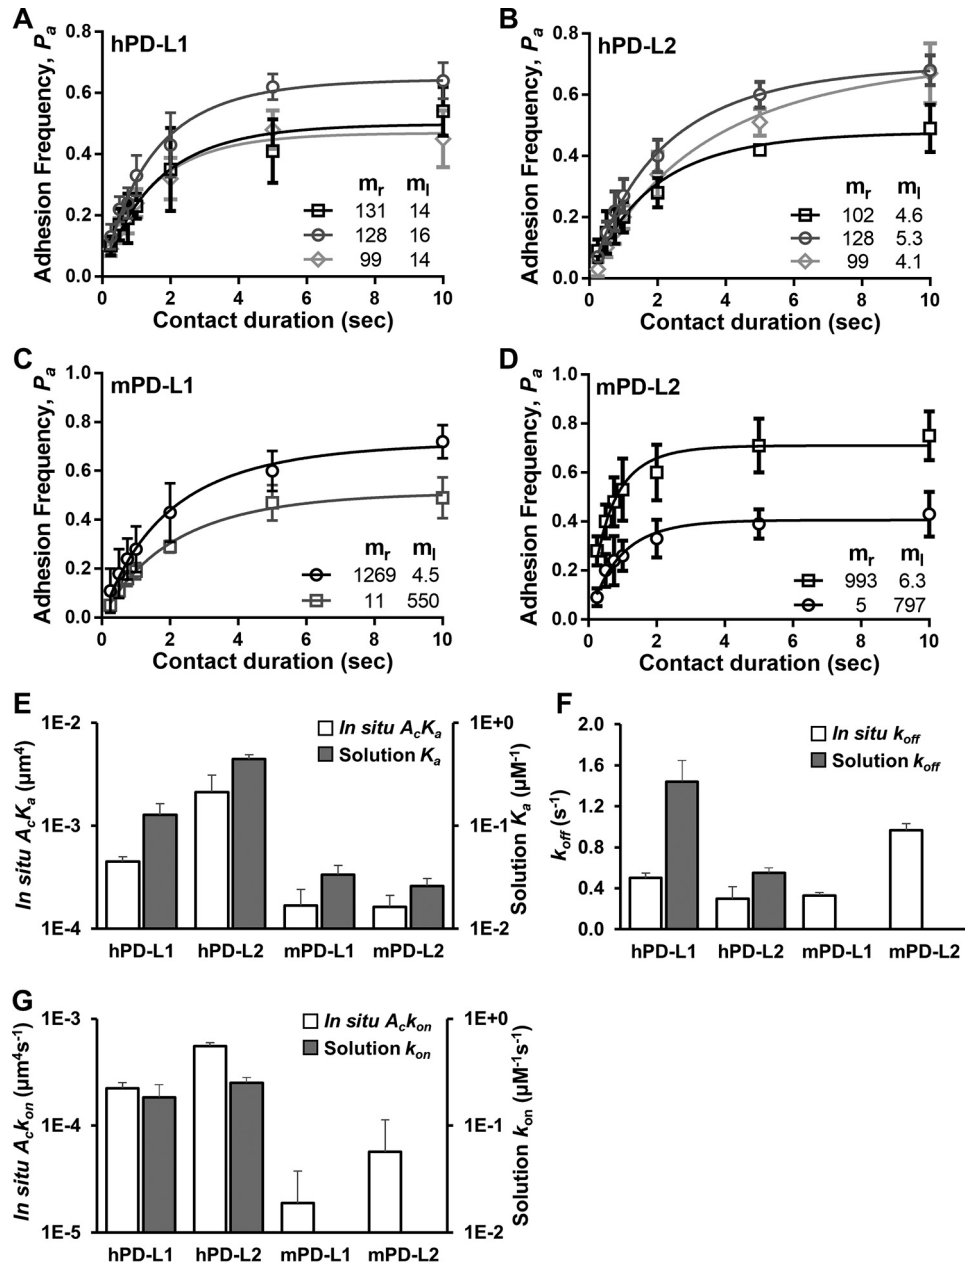 A
hPD-L1
Adhesion Frequency, Pa
0.8
0.6
0.4
0.2
0.0
0 2 4 6 8 10
Contact duration (sec)
mr ml
131 14
128 16
99 14
B
hPD-L2
Adhesion Frequency, Pa
0.8
0.6
0.4
0.2
0.0
0 2 4 6 8 10
Contact duration (sec)
mr ml
102 4.6
128 5.3
99 4.1
C
mPD-L1
Adhesion Frequency, Pa
1.0
0.8
0.6
0.4
0.2
0.0
0 2 4 6 8 10
Contact duration (sec)
mr ml
1269 4.5
11 550
D
mPD-L2
Adhesion Frequency, Pa
1.0
0.8
0.6
0.4
0.2
0.0
0 2 4 6 8 10
Contact duration (sec)
mr ml
993 6.3
5 797
E
In situ AcKa (µm⁴)
1E-2
1E-3
1E-4
In situ AcKa
Solution Ka
1E+0
1E-1
1E-2
Solution Ka (µM⁻¹)
hPD-L1 hPD-L2 mPD-L1 mPD-L2
F
koff (s⁻¹)
2.0
1.6
1.2
0.8
0.4
0.0
In situ koff
Solution koff
hPD-L1 hPD-L2 mPD-L1 mPD-L2
G
In situ Ackon (µm⁴s⁻¹)
1E-3
1E-4
1E-5
In situ Ackon
Solution kon
1E+0
1E-1
1E-2
Solution kon (µM⁻¹s⁻¹)
hPD-L1 hPD-L2 mPD-L1 mPD-L2